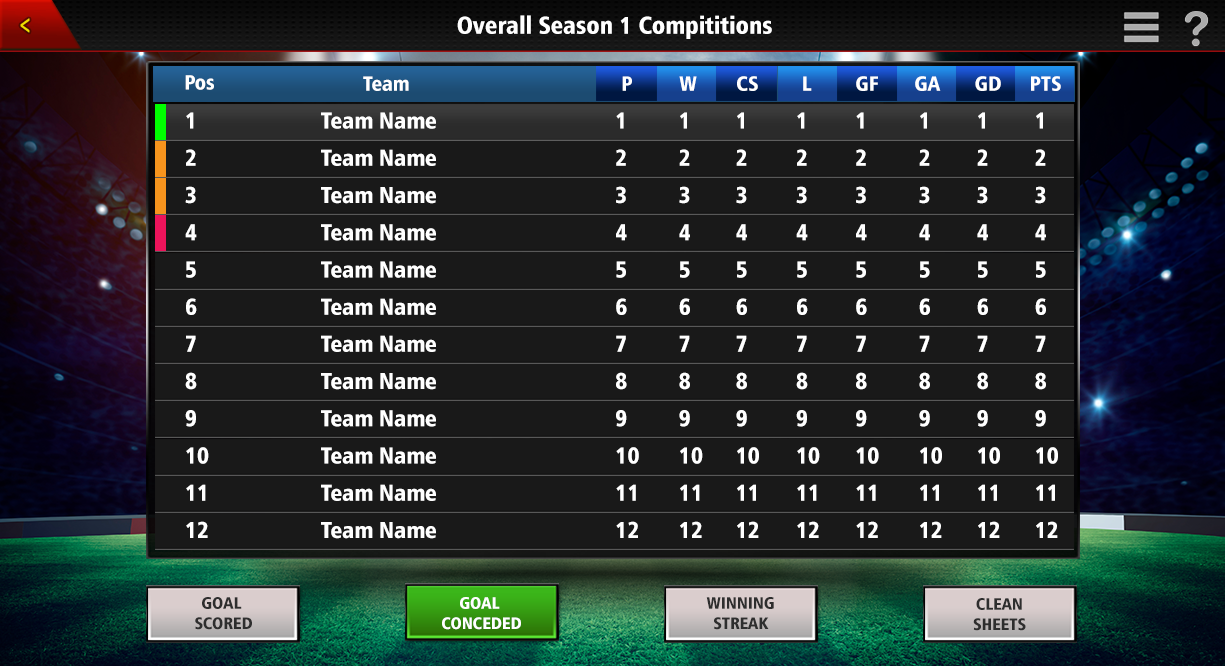 <
Overall Season 1 Compititions
?
Pos Team P W CS L GF GA GD PTS
1 Team Name 1 1 1 1 1 1 1 1
2 Team Name 2 2 2 2 2 2 2 2
3 Team Name 3 3 3 3 3 3 3 3
4 Team Name 4 4 4 4 4 4 4 4
5 Team Name 5 5 5 5 5 5 5 5
6 Team Name 6 6 6 6 6 6 6 6
7 Team Name 7 7 7 7 7 7 7 7
8 Team Name 8 8 8 8 8 8 8 8
9 Team Name 9 9 9 9 9 9 9 9
10 Team Name 10 10 10 10 10 10 10 10
11 Team Name 11 11 11 11 11 11 11 11
12 Team Name 12 12 12 12 12 12 12 12
GOAL
SCORED
GOAL
CONCEDED
WINNING
STREAK
CLEAN
SHEETS